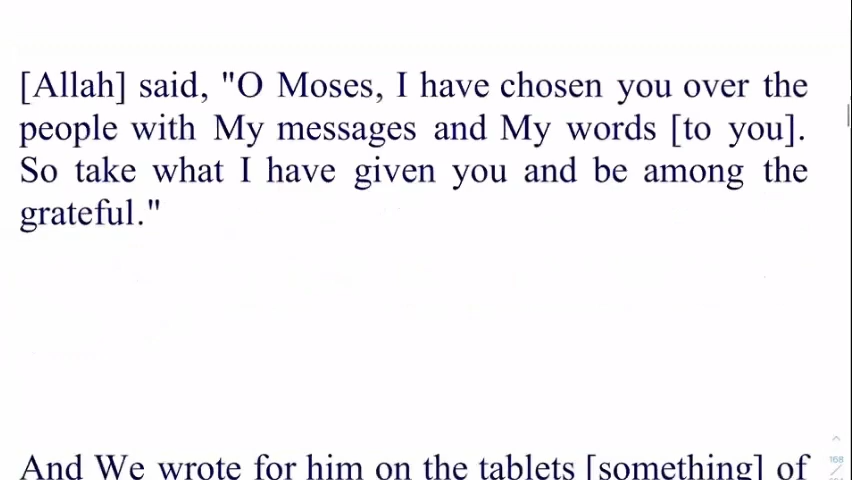 [Allah] said, "O Moses, I have chosen you over the
people with My messages and My words [to you].
So take what I have given you and be among the
grateful."
And We wrote for him on the tablets [something] of
168